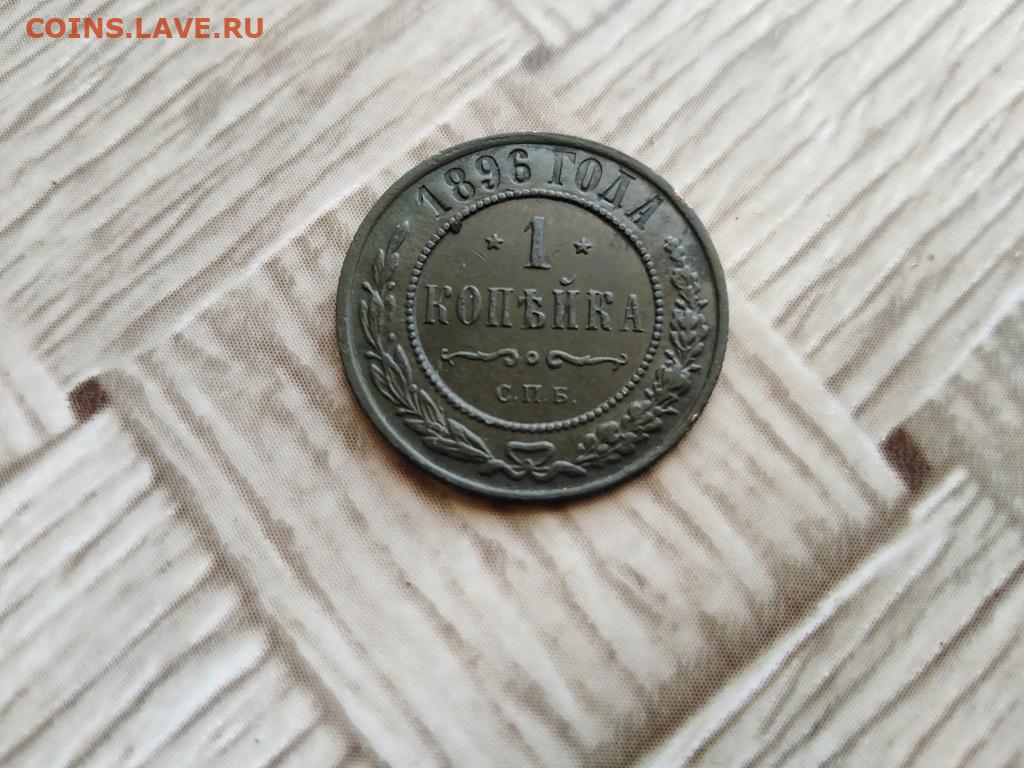 COINS.LAVE.RU
1896 ГОДА
1
КОПѢЙКА
С.П.Б.